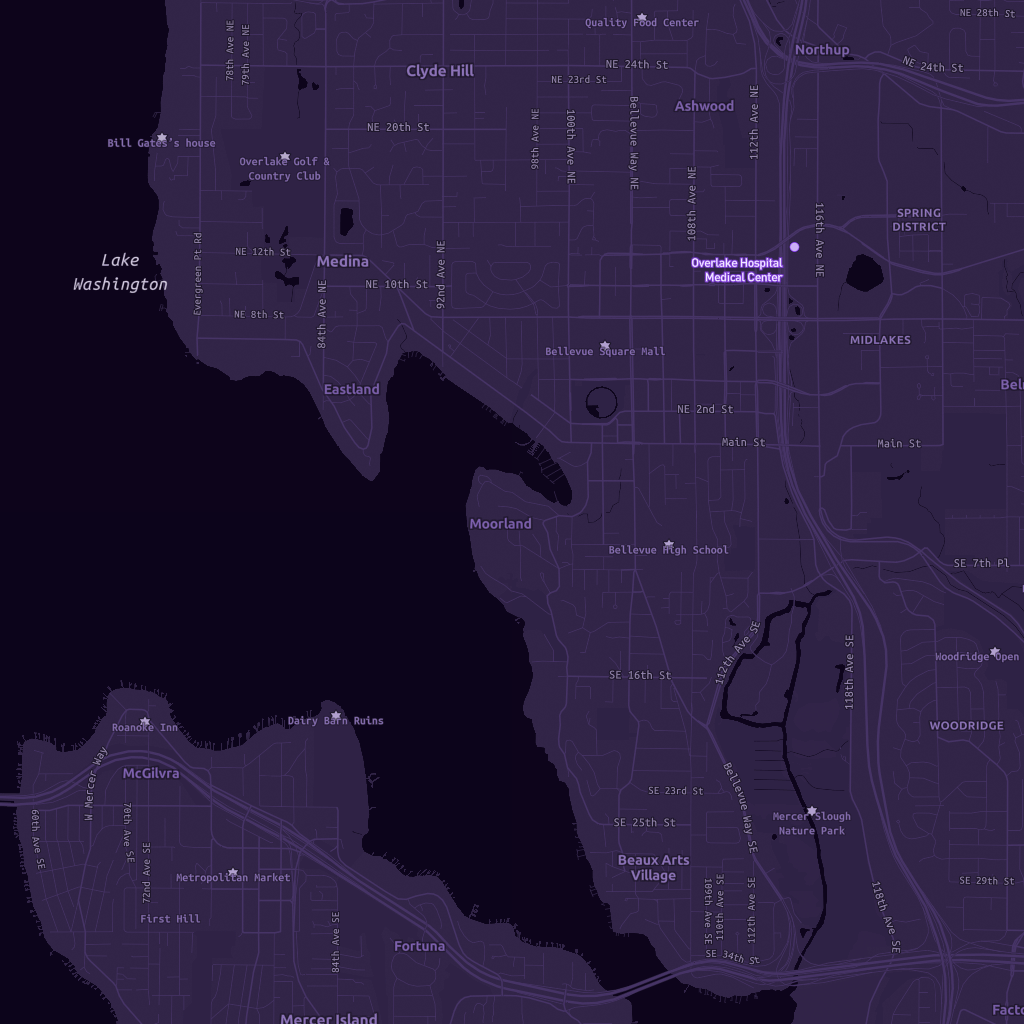 NE 28th St
Quality Food Center
78th Ave NE
79th Ave NE
Northup
NE 24th St
NE 24th St
Clyde Hill
NE 23rd St
Ashwood
Bellevue Way NE
112th Ave NE
98th Ave NE
100th Ave NE
NE 20th St
Bill Gates's house
Overlake Golf &
Country Club
108th Ave NE
116th Ave NE
SPRING
DISTRICT
Lake
Washington
Evergreen Pt Rd
NE 12th St
Medina
92nd Ave NE
Overlake Hospital
Medical Center
NE 10th St
84th Ave NE
NE 8th St
MIDLAKES
Bellevue Square Mall
Eastland
NE 2nd St
Main St
Main St
Moorland
Bellevue High School
SE 7th Pl
112th Ave SE
118th Ave SE
Woodridge Open
SE 16th St
Roanoke Inn
Dairy Barn Ruins
WOODRIDGE
W Mercer Way
McGilvra
Bellevue Way SE
SE 23rd St
60th Ave SE
70th Ave SE
72nd Ave SE
SE 25th St
Mercer Slough
Nature Park
Beaux Arts
Village
Metropolitan Market
109th Ave SE
110th Ave SE
112th Ave SE
118th Ave SE
SE 29th St
First Hill
84th Ave SE
Fortuna
SE 34th St
Mercer Island